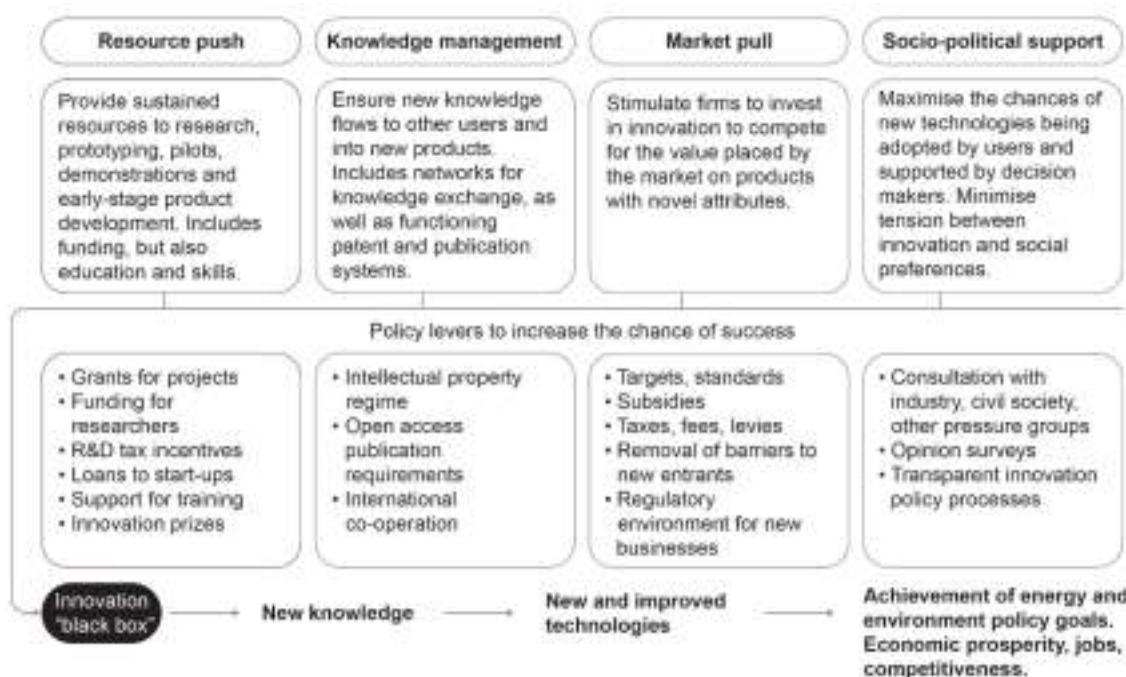 Resource push
Knowledge management
Market pull
Socio-political support
Provide sustained
resources to research,
prototyping, pilots,
demonstrations and
early-stage product
development. Includes
funding, but also
education and skills.
Ensure new knowledge
flows to other users and
into new products.
Includes networks for
knowledge exchange, as
well as functioning
patent and publication
systems.
Stimulate firms to invest
in innovation to compete
for the value placed by
the market on products
with novel attributes.
Maximise the chances of
new technologies being
adopted by users and
supported by decision
makers. Minimise
tension between
innovation and social
preferences.
Policy levers to increase the chance of success
• Grants for projects
• Funding for
researchers
• R&D tax incentives
• Loans to start-ups
• Support for training
• Innovation prizes
• Intellectual property
regime
• Open access
publication
requirements
• International
co-operation
• Targets, standards
• Subsidies
• Taxes, fees, levies
• Removal of barriers to
new entrants
• Regulatory
environment for new
businesses
• Consultation with
industry, civil society,
other pressure groups
• Opinion surveys
• Transparent innovation
policy processes
Innovation
"black box"
New knowledge
New and improved
technologies
Achievement of energy and
environment policy goals.
Economic prosperity, jobs,
competitiveness.